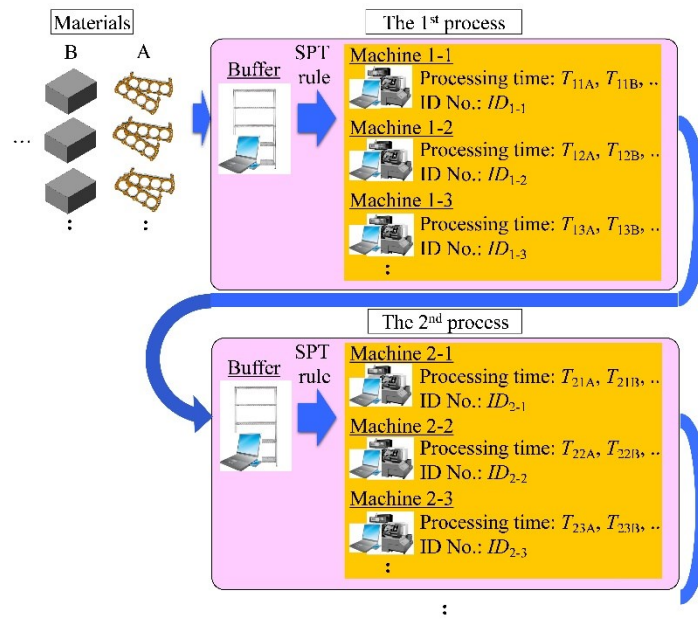 Materials
B A
...
:
:
The 1st process
Buffer
SPT
rule
Machine 1-1
Processing time: T11A, T11B, ..
ID No.: ID1-1
Machine 1-2
Processing time: T12A, T12B, ..
ID No.: ID1-2
Machine 1-3
Processing time: T13A, T13B, ..
ID No.: ID1-3
:
The 2nd process
Buffer
SPT
rule
Machine 2-1
Processing time: T21A, T21B, ..
ID No.: ID2-1
Machine 2-2
Processing time: T22A, T22B, ..
ID No.: ID2-2
Machine 2-3
Processing time: T23A, T23B, ..
ID No.: ID2-3
:
: